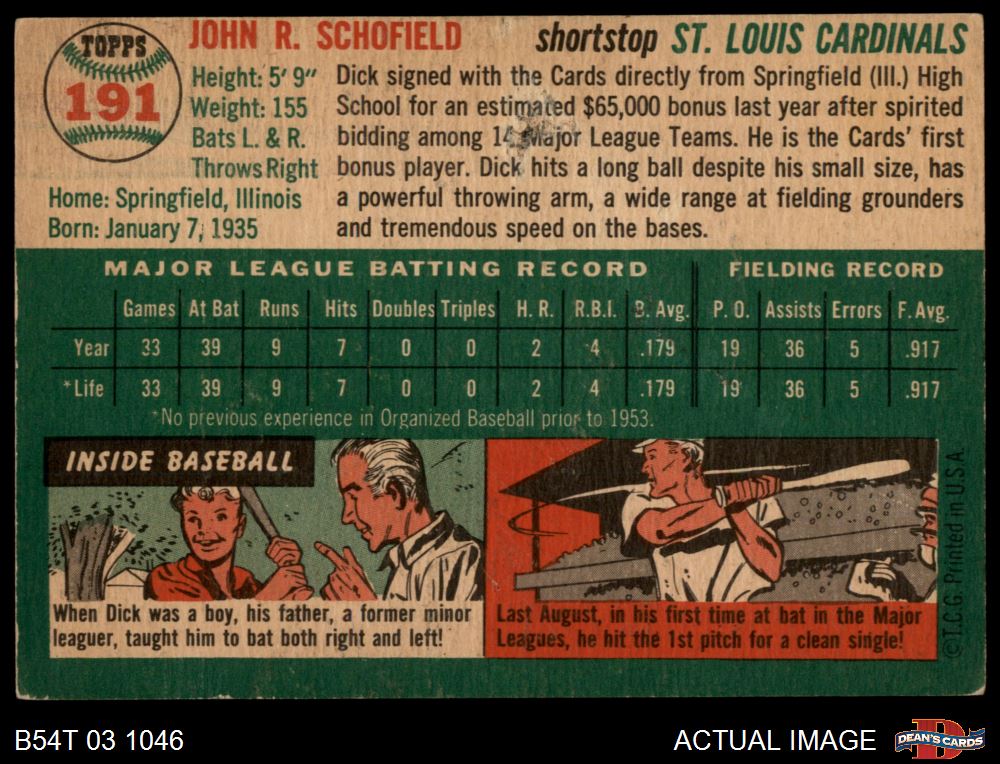 TOPPS
191
JOHN R. SCHOFIELD
shortstop ST. LOUIS CARDINALS
Height: 5' 9"
Weight: 155
Bats L. & R.
Throws Right
Home: Springfield, Illinois
Born: January 7, 1935
Dick signed with the Cards directly from Springfield (Ill.) High
School for an estimated $65,000 bonus last year after spirited
bidding among 14 Major League Teams. He is the Cards' first
bonus player. Dick hits a long ball despite his small size, has
a powerful throwing arm, a wide range at fielding grounders
and tremendous speed on the bases.
MAJOR LEAGUE BATTING RECORD FIELDING RECORD
Games At Bat Runs Hits Doubles Triples H. R. R.B.I. B. Avg. P. O. Assists Errors F. Avg.
Year 33 39 9 7 0 0 2 4 .179 19 36 5 .917
*Life 33 39 9 7 0 0 2 4 .179 19 36 5 .917
*No previous experience in Organized Baseball prior to 1953.
INSIDE BASEBALL
When Dick was a boy, his father, a former minor
leaguer, taught him to bat both right and left!
Last August, in his first time at bat in the Major
Leagues, he hit the 1st pitch for a clean single!
©T.C.G. Printed in U.S.A.
B54T 03 1046
ACTUAL IMAGE
DEAN'S CARDS